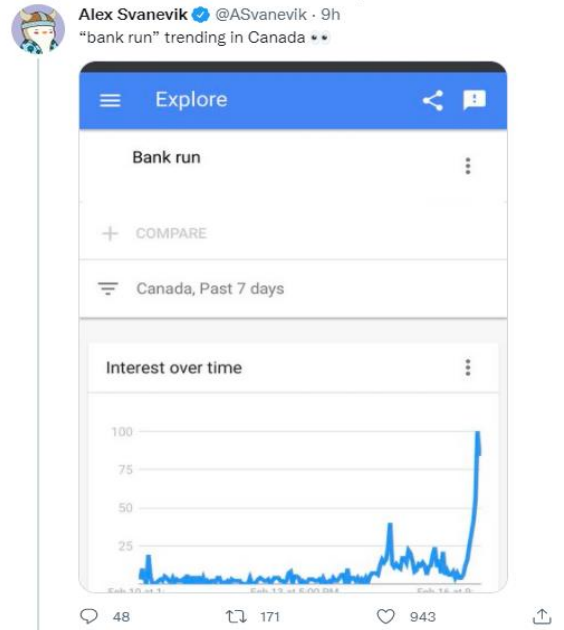 Alex Svanevik @ASvanevik · 9h
“bank run” trending in Canada 👀
Explore
Bank run
COMPARE
Canada, Past 7 days
Interest over time
100
75
50
25
48 171 943